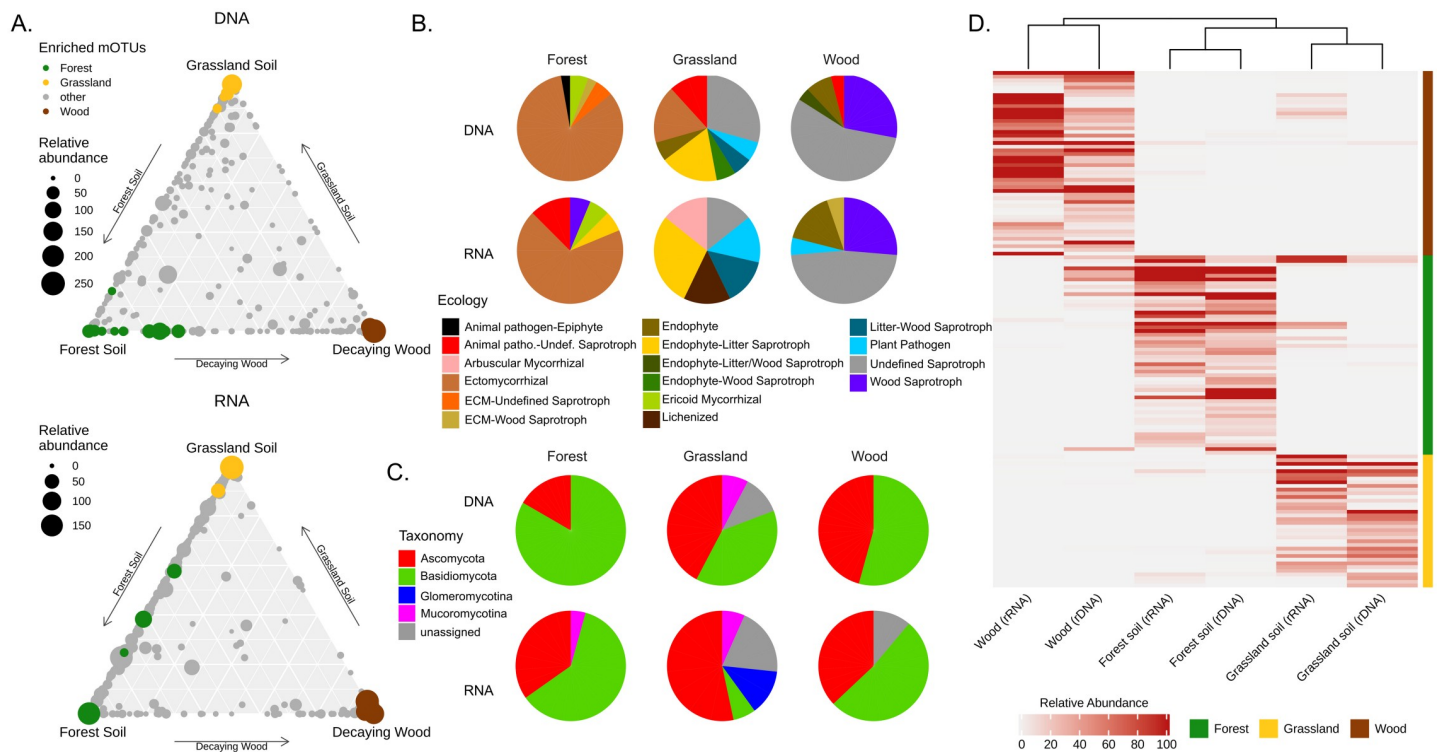 A.
DNA
Enriched mOTUs
Forest
Grassland
other
Wood
Relative
abundance
0
50
100
150
200
250
Grassland Soil
Forest Soil
Grassland Soil
Forest Soil
Decaying Wood
Decaying Wood
RNA
Relative
abundance
0
50
100
150
Grassland Soil
Forest Soil
Grassland Soil
Forest Soil
Decaying Wood
Decaying Wood
B.
Forest
Grassland
Wood
DNA
RNA
Ecology
Animal pathogen-Epiphyte
Animal patho.-Undef. Saprotroph
Arbuscular Mycorrhizal
Ectomycorrhizal
ECM-Undefined Saprotroph
ECM-Wood Saprotroph
Endophyte
Endophyte-Litter Saprotroph
Endophyte-Litter/Wood Saprotroph
Endophyte-Wood Saprotroph
Ericoid Mycorrhizal
Lichenized
Litter-Wood Saprotroph
Plant Pathogen
Undefined Saprotroph
Wood Saprotroph
C.
Forest
Grassland
Wood
DNA
Taxonomy
Ascomycota
Basidiomycota
Glomeromycotina
Mucoromycotina
unassigned
RNA
D.
Wood (rRNA)
Wood (rDNA)
Forest soil (rRNA)
Forest soil (rDNA)
Grassland soil (rRNA)
Grassland soil (rDNA)
Relative Abundance
0 20 40 60 80 100
Forest
Grassland
Wood